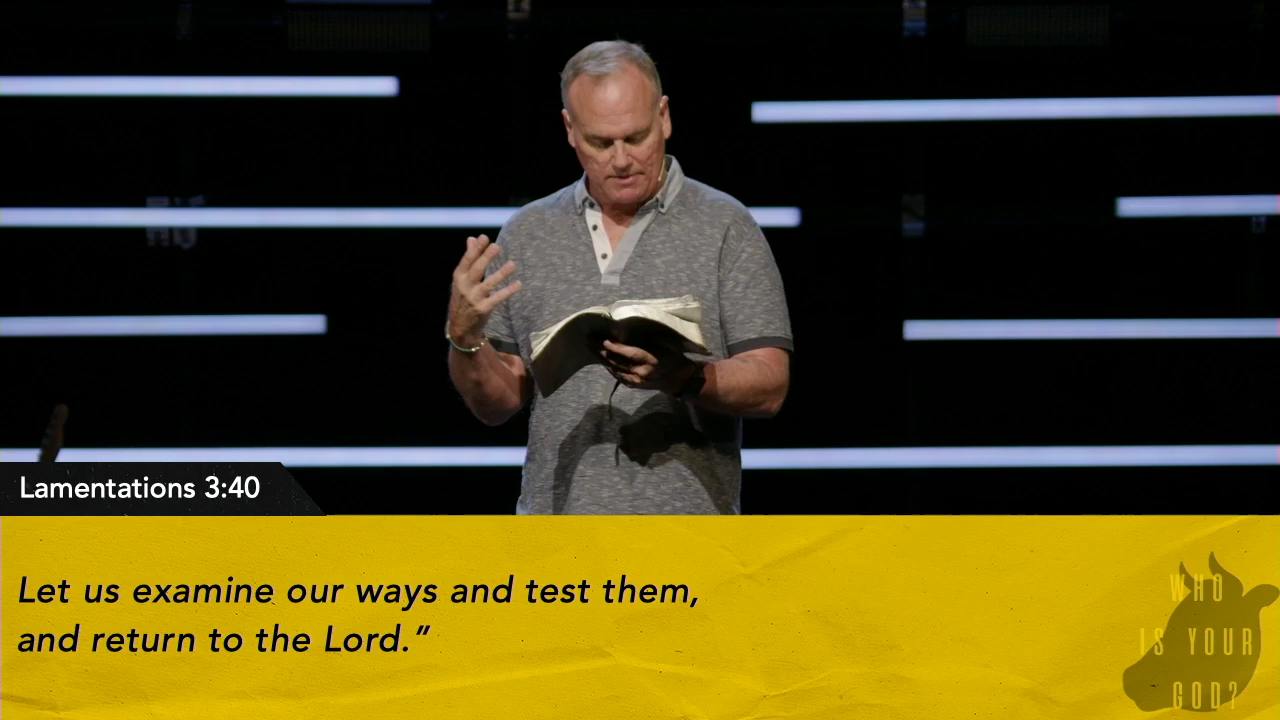 Lamentations 3:40
Let us examine our ways and test them,
and return to the Lord.”
WHO
IS YOUR
GOD?